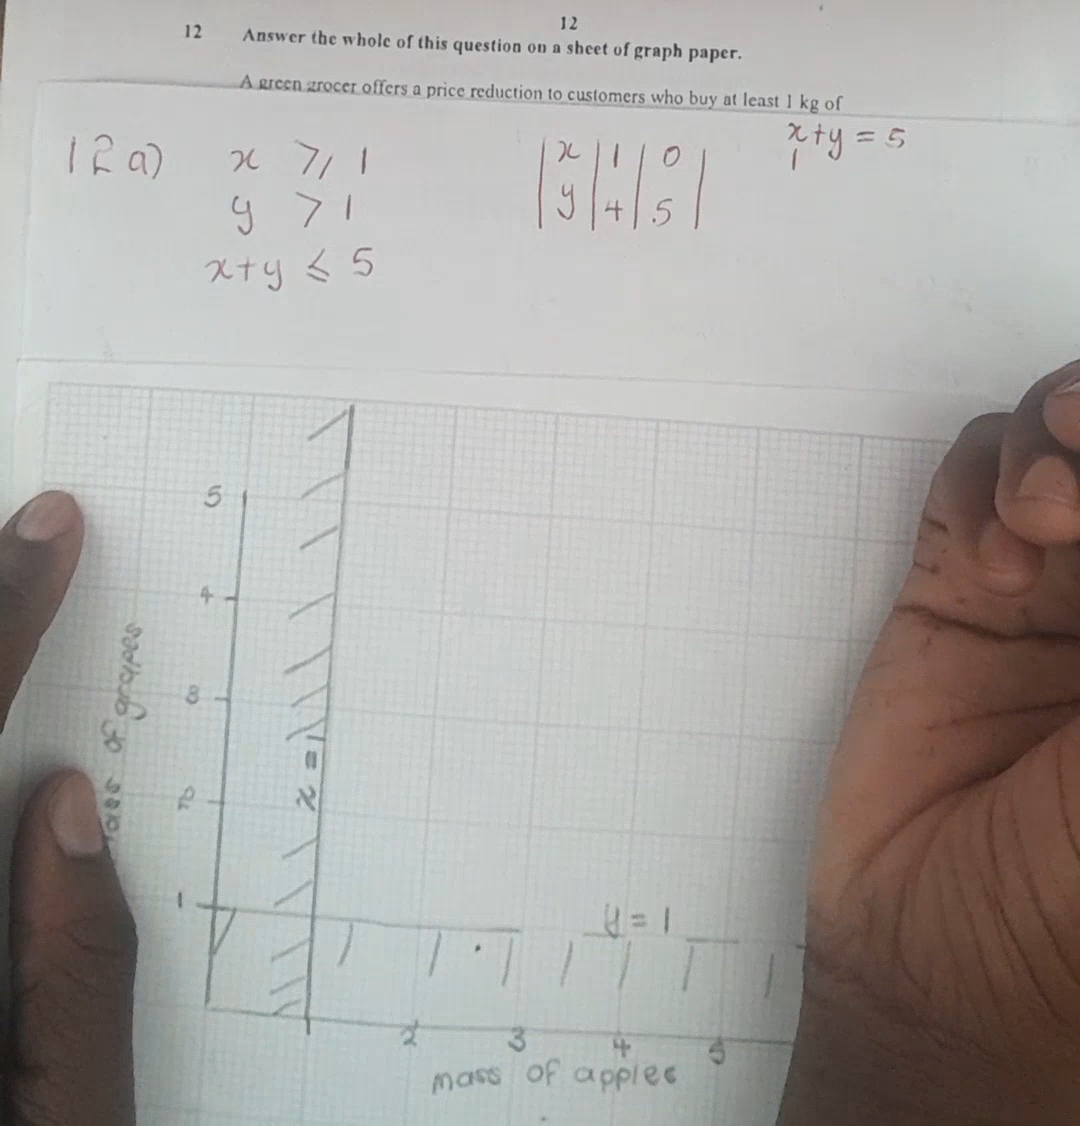 12
12 Answer the whole of this question on a sheet of graph paper.
A green grocer offers a price reduction to customers who buy at least 1 kg of
12 a) x ≥ 1
y > 1
x+y ≤ 5
x 1 0
y 4 5
x+y = 5
1
5
4
3
2
1
mass of grapes
x = 1
y = 1
2 3 4 5
mass of apples